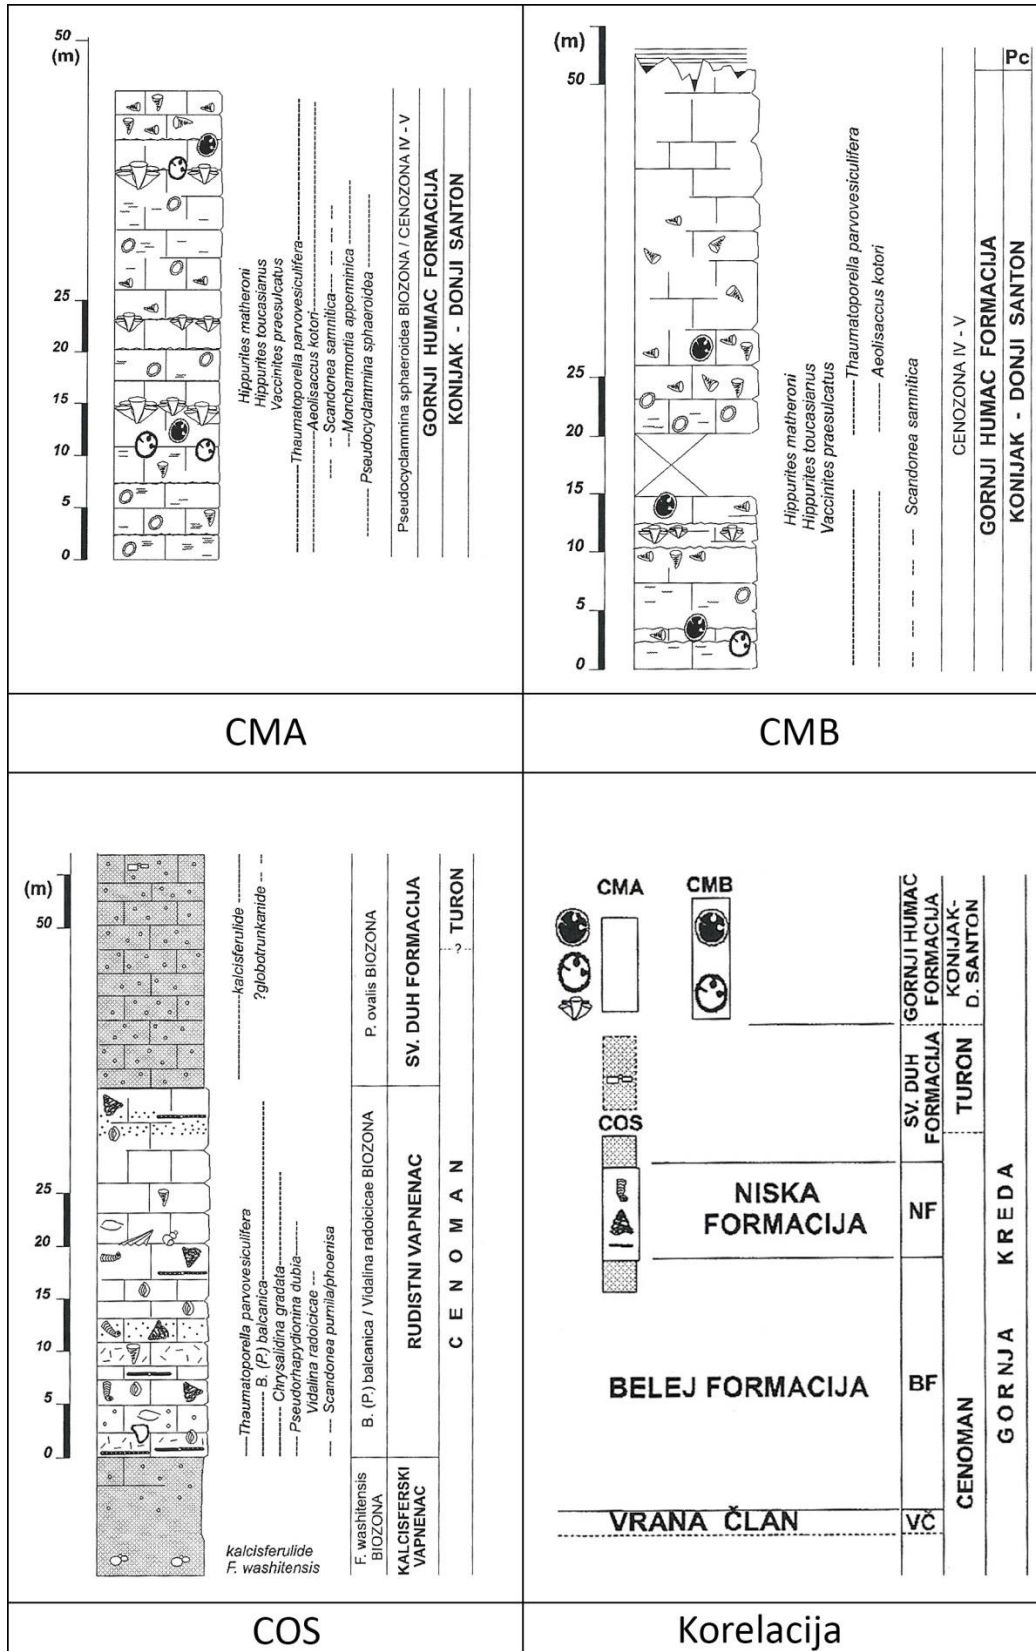 50
(m)
25
20
15
10
5
0
Hippurites matheroni
Hippurites toucasianus
Vaccinites praesulcatus
Thaumatoporella parvovesiculifera
Aeolisaccus kotori
Scandonea samnitica
Moncharmontia appenninica
Pseudocyclammina sphaeroidea
Pseudocyclammina sphaeroidea BIOZONA / CENOZONA IV - V
GORNJI HUMAC FORMACIJA
KONIJAK - DONJI SANTON
CMA
(m)
50
25
20
15
10
5
0
Hippurites matheroni
Hippurites toucasianus
Vaccinites praesulcatus
Thaumatoporella parvovesiculifera
Aeolisaccus kotori
Scandonea samnitica
CENOZONA IV - V
GORNJI HUMAC FORMACIJA
KONIJAK - DONJI SANTON
Pc
CMB
(m)
50
25
20
15
10
5
0
kalcisferulide
?globotrunkanide
Thaumatoporella parvovesiculifera
B. (P.) balcanica
Chrysalidina gradata
Pseudorhapydionina dubia
Vidalina radoicicae
Scandonea pumila/phoenisa
kalcisferulide
F. washitensis
P. ovalis BIOZONA
B. (P.) balcanica / Vidalina radoicicae BIOZONA
F. washitensis
BIOZONA
SV. DUH FORMACIJA
RUDISTNI VAPNENAC
KALCISFERSKI
VAPNENAC
TURON
?
CENOMAN
COS
CMA
CMB
COS
NISKA
FORMACIJA
BELEJ FORMACIJA
VRANA ČLAN
GORNJI HUMAC
FORMACIJA
SV. DUH
FORMACIJA
NF
BF
VČ
KONIJAK-
D. SANTON
TURON
CENOMAN
GORNJA KREDA
Korelacija